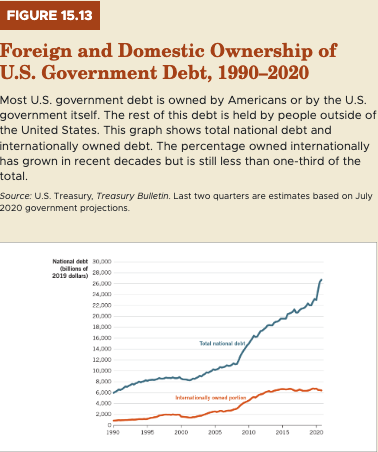 FIGURE 15.13
Foreign and Domestic Ownership of
U.S. Government Debt, 1990–2020
Most U.S. government debt is owned by Americans or by the U.S.
government itself. The rest of this debt is held by people outside of
the United States. This graph shows total national debt and
internationally owned debt. The percentage owned internationally
has grown in recent decades but is still less than one-third of the
total.
Source: U.S. Treasury, Treasury Bulletin. Last two quarters are estimates based on July
2020 government projections.
National debt
(billions of
2019 dollars)
30,000
28,000
26,000
24,000
22,000
20,000
18,000
16,000
14,000
12,000
10,000
8,000
6,000
4,000
2,000
0
Total national debt
Internationally owned portion
1990 1995 2000 2005 2010 2015 2020